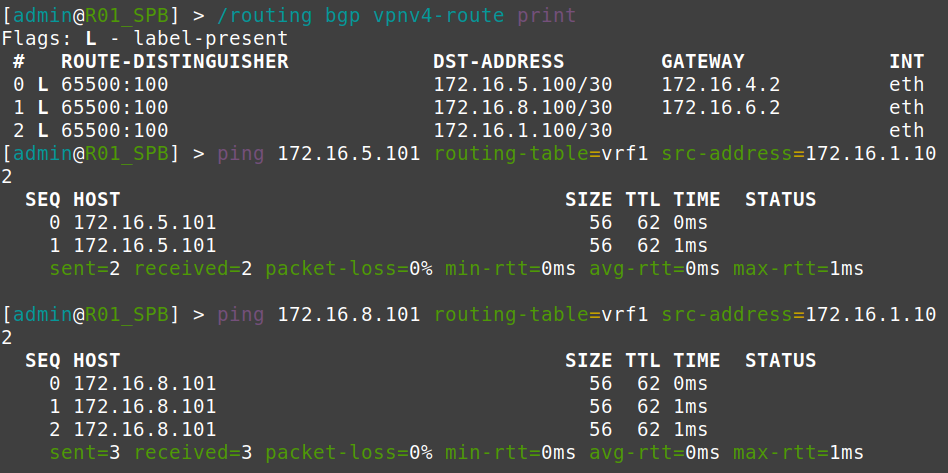 [admin@R01_SPB] > /routing bgp vpnv4-route print
Flags: L - label-present
#   ROUTE-DISTINGUISHER            DST-ADDRESS        GATEWAY            INT
0 L 65500:100                      172.16.5.100/30    172.16.4.2         eth
1 L 65500:100                      172.16.8.100/30    172.16.6.2         eth
2 L 65500:100                      172.16.1.100/30                       eth
[admin@R01_SPB] > ping 172.16.5.101 routing-table=vrf1 src-address=172.16.1.10
2
  SEQ HOST                                     SIZE TTL TIME  STATUS
    0 172.16.5.101                               56  62 0ms
    1 172.16.5.101                               56  62 1ms
    sent=2 received=2 packet-loss=0% min-rtt=0ms avg-rtt=0ms max-rtt=1ms
[admin@R01_SPB] > ping 172.16.8.101 routing-table=vrf1 src-address=172.16.1.10
2
  SEQ HOST                                     SIZE TTL TIME  STATUS
    0 172.16.8.101                               56  62 0ms
    1 172.16.8.101                               56  62 1ms
    2 172.16.8.101                               56  62 1ms
    sent=3 received=3 packet-loss=0% min-rtt=0ms avg-rtt=0ms max-rtt=1ms